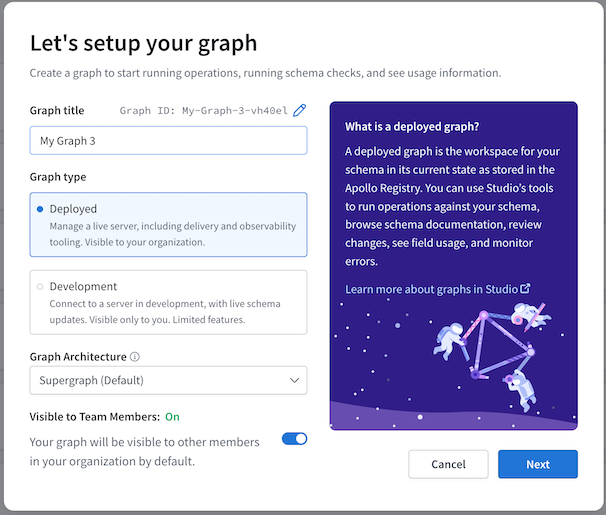 Let's setup your graph
Create a graph to start running operations, running schema checks, and see usage information.
Graph title
Graph ID: My-Graph-3-vh40el
My Graph 3
Graph type
Deployed
Manage a live server, including delivery and observability
tooling. Visible to your organization.
Development
Connect to a server in development, with live schema
updates. Visible only to you. Limited features.
Graph Architecture
Supergraph (Default)
Visible to Team Members: On
Your graph will be visible to other members
in your organization by default.
What is a deployed graph?
A deployed graph is the workspace for your
schema in its current state as stored in the
Apollo Registry. You can use Studio's tools
to run operations against your schema,
browse schema documentation, review
changes, see field usage, and monitor
errors.
Learn more about graphs in Studio
Cancel
Next